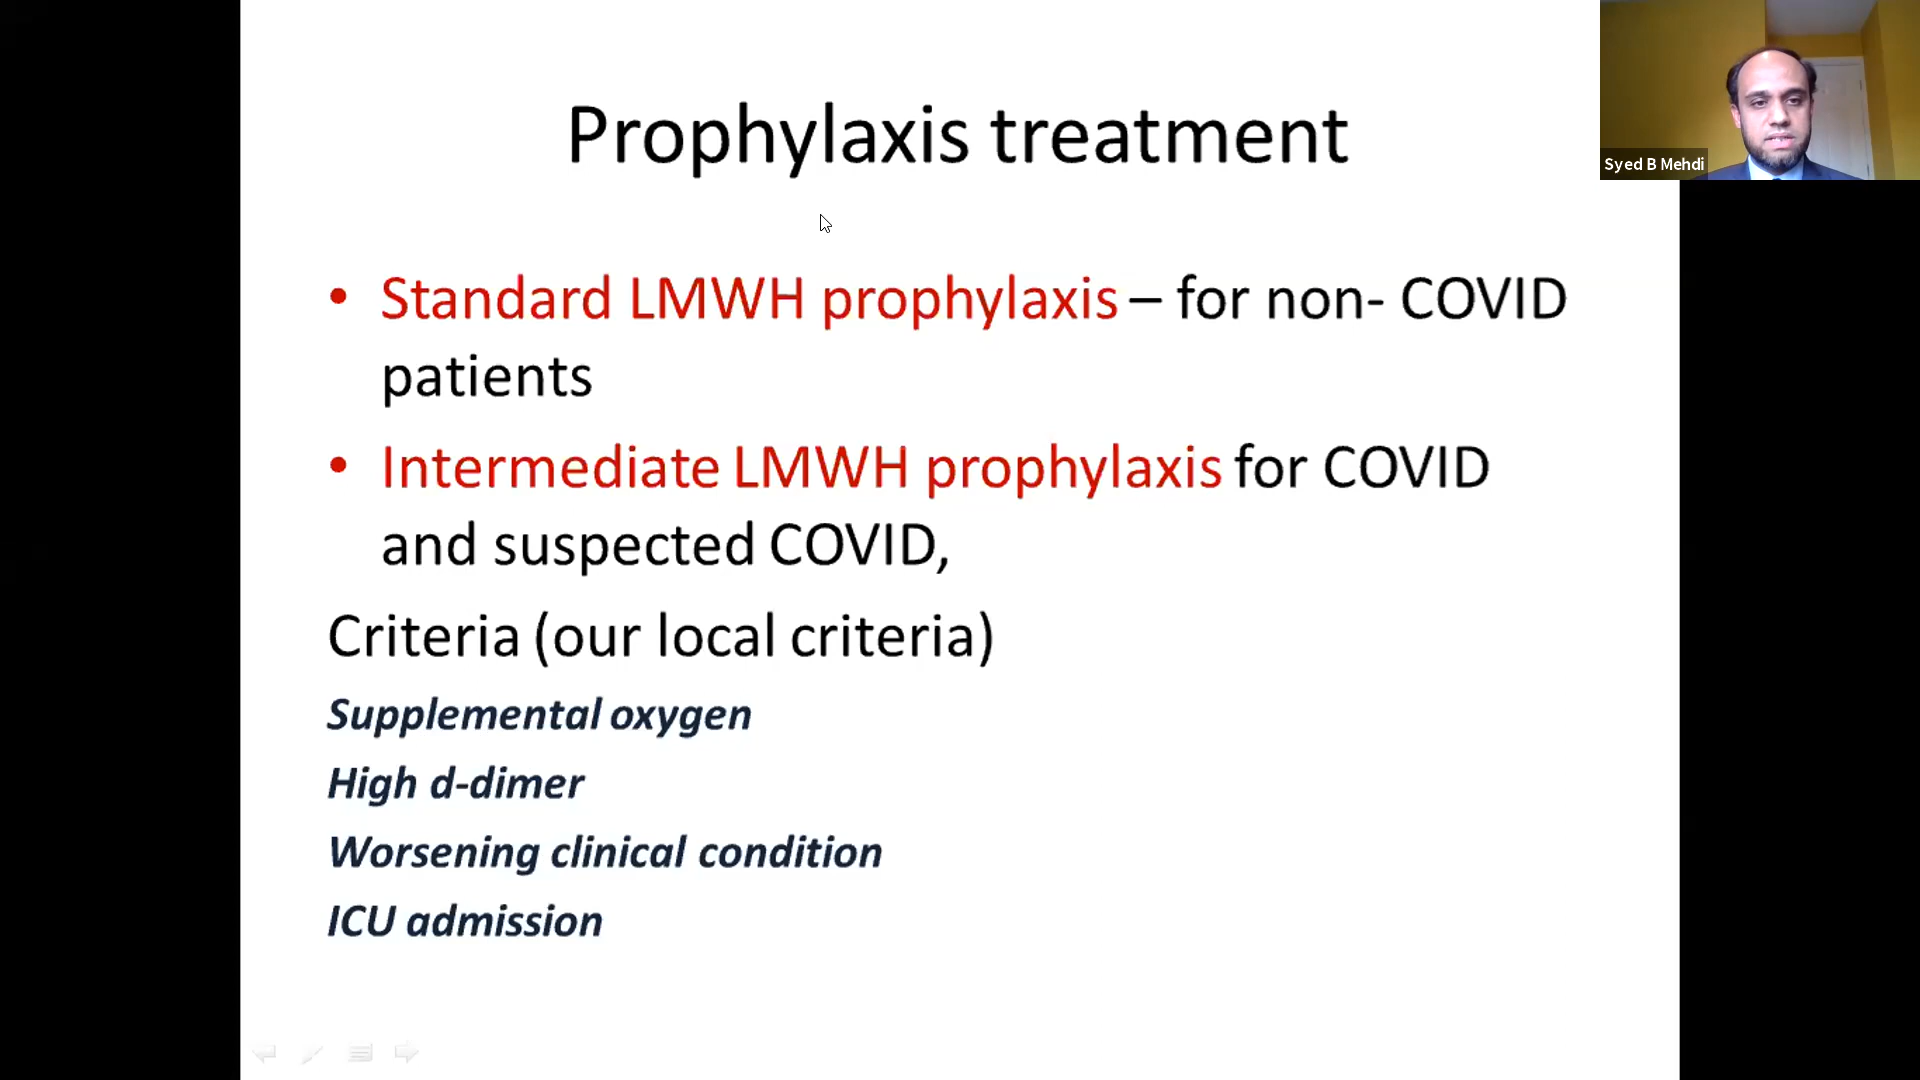 Prophylaxis treatment
Syed B Mehdi
• Standard LMWH prophylaxis – for non- COVID
patients
• Intermediate LMWH prophylaxis for COVID
and suspected COVID,
Criteria (our local criteria)
Supplemental oxygen
High d-dimer
Worsening clinical condition
ICU admission